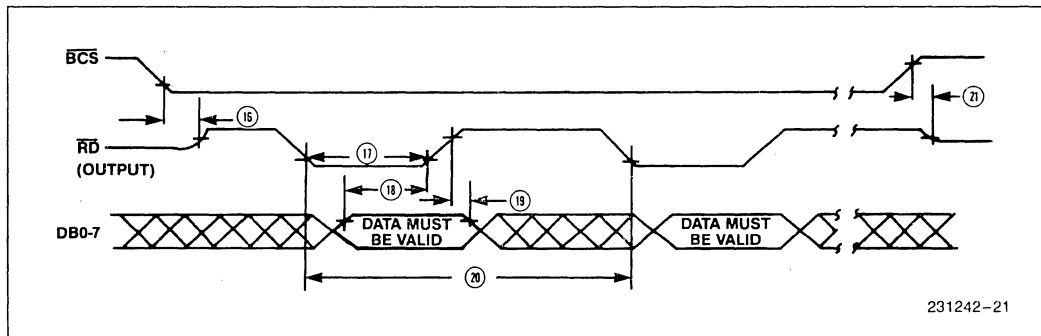 BCS
16
21
RD
(OUTPUT)
17
18
19
DB0-7
DATA MUST
BE VALID
DATA MUST
BE VALID
20
231242-21